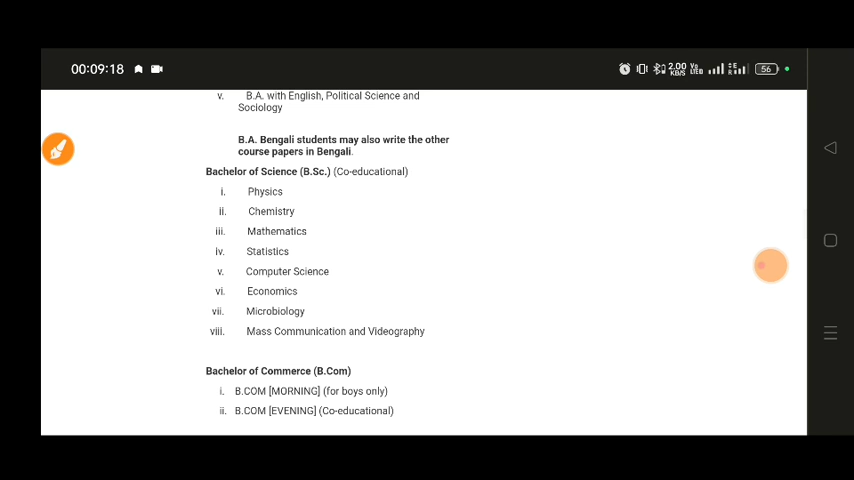 00:09:18
2.00 KB/S
56
v. B.A. with English, Political Science and
Sociology
B.A. Bengali students may also write the other
course papers in Bengali.
Bachelor of Science (B.Sc.) (Co-educational)
i. Physics
ii. Chemistry
iii. Mathematics
iv. Statistics
v. Computer Science
vi. Economics
vii. Microbiology
viii. Mass Communication and Videography
Bachelor of Commerce (B.Com)
i. B.COM [MORNING] (for boys only)
ii. B.COM [EVENING] (Co-educational)